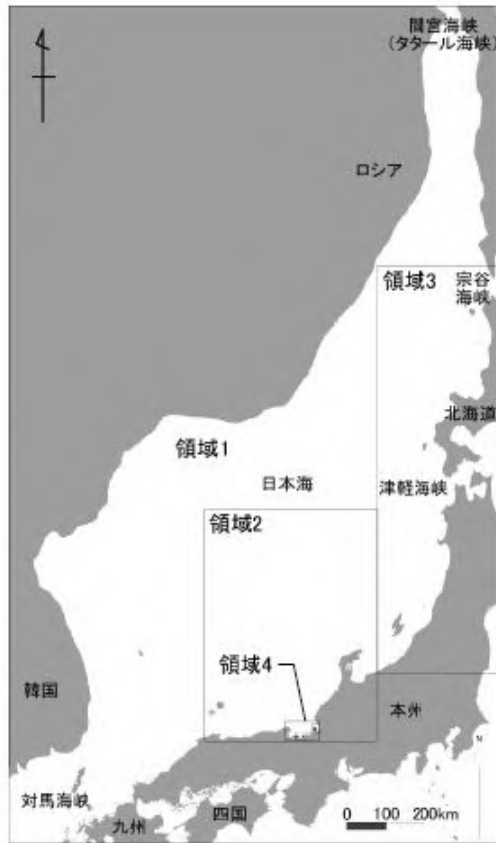 間宮海峡
(タタール海峡)
ロシア
領域3
宗谷
海峡
北海道
領域1
日本海
津軽海峡
領域2
領域4
韓国
本州
N
対馬海峡
九州
四国
0 100 200km